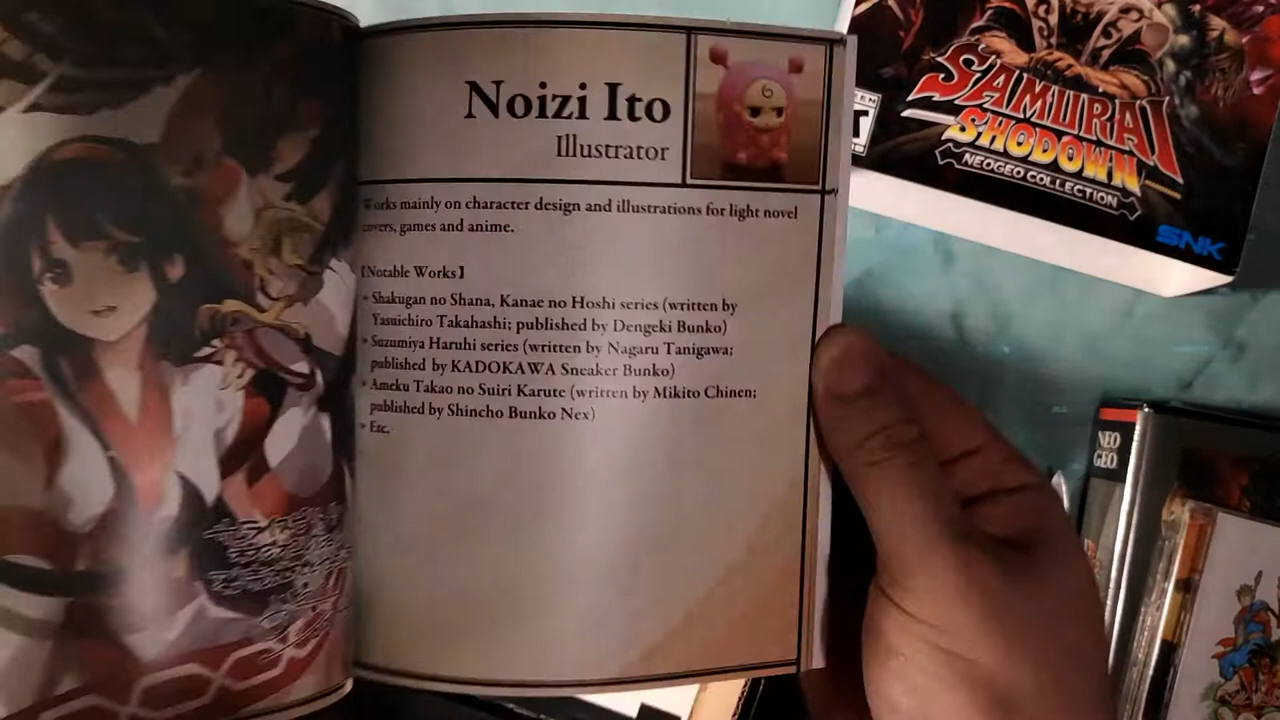 Noizi Ito
Illustrator
Works mainly on character design and illustrations for light novel
covers, games and anime.
【Notable Works】
• Shakugan no Shana, Kanae no Hoshi series (written by
Yasuichiro Takahashi; published by Dengeki Bunko)
• Suzumiya Haruhi series (written by Nagaru Tanigawa;
published by KADOKAWA Sneaker Bunko)
• Ameku Takao no Suiri Karute (written by Mikito Chinen;
published by Shincho Bunko Nex)
• Etc.
SAMURAI
SHODOWN
NEOGEO COLLECTION
SNK
T
NEO
GEO